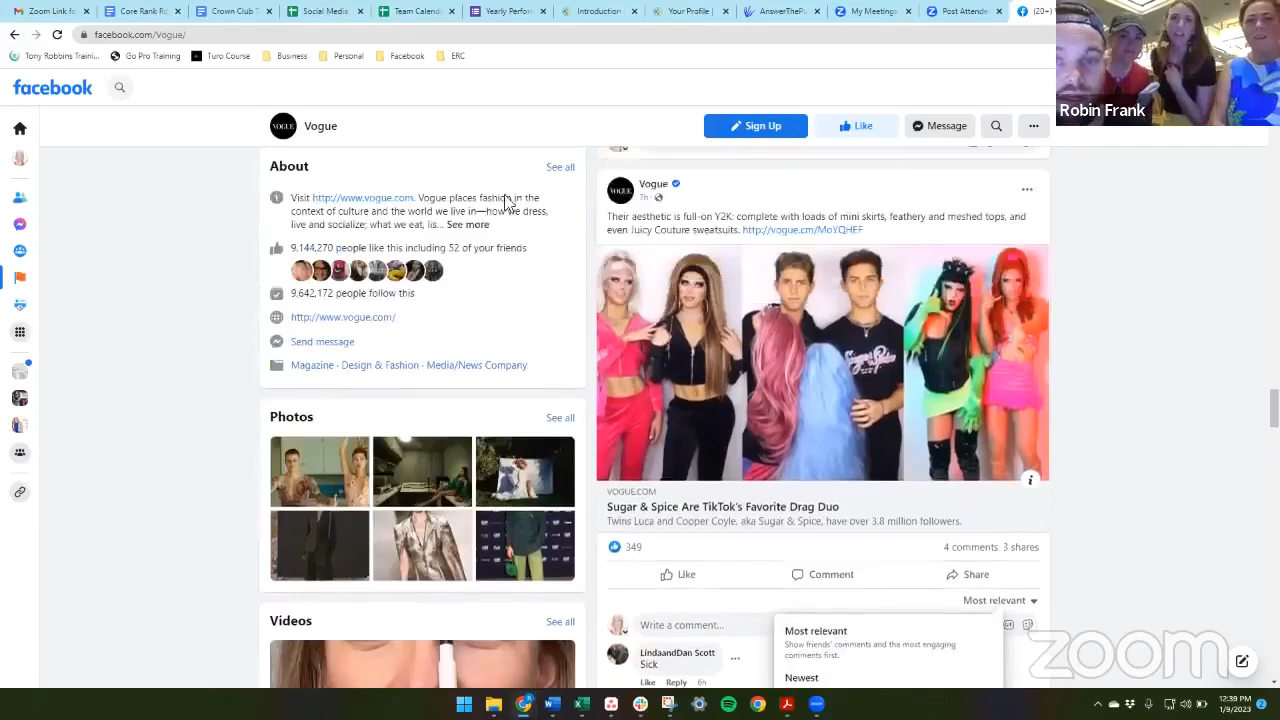 Zoom Link fo
Crown Core R
Crown Club T
Social Media
Talent Calend
Yearly Perfor
Introduction
Your Profile
AnswerTheP
My Meetings
Post Attende
(20+
facebook.com/Vogue/
Tony Robbins Traini...
Go Pro Training
Turo Course
Business
Personal
Facebook
ERC
Robin Frank
facebook
VOGUE
Vogue
Sign Up
Like
Message
About
See all
Visit http://www.vogue.com. Vogue places fashion in the
context of culture and the world we live in—how we dress,
live and socialize; what we eat, lis... See more
9,144,270 people like this including 52 of your friends
9,642,172 people follow this
http://www.vogue.com/
Send message
Magazine · Design & Fashion · Media/News Company
Photos
See all
Videos
See all
VOGUE
Vogue
7h
Their aesthetic is full-on Y2K: complete with loads of mini skirts, feathery and meshed tops, and
even Juicy Couture sweatsuits. http://vogue.cm/MoYQHEF
VOGUE.COM
Sugar & Spice Are TikTok's Favorite Drag Duo
Twins Luca and Cooper Coyle, aka Sugar & Spice, have over 3.8 million followers.
349
4 comments 3 shares
Like
Comment
Share
Most relevant
Write a comment...
GIF
LindaandDan Scott
Sick
Like Reply 6h
Most relevant
Show friends' comments and the most engaging
comments first.
Newest
zoom
12:39 PM
1/9/2023